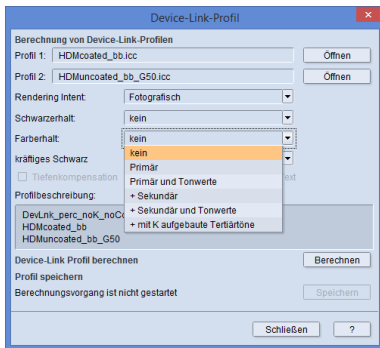 Device-Link-Profil
Berechnung von Device-Link-Profilen
Profil 1: HDMcoated_bb.icc Öffnen
Profil 2: HDMuncoated_bb_G50.icc Öffnen
Rendering Intent: Fotografisch
Schwarzerhalt: kein
Farberhalt: kein
kräftiges Schwarz kein
Primär
Tiefenkompensation
Primär und Tonwerte
Profilbeschreibung: + Sekundär
+ Sekundär und Tonwerte
+ mit K aufgebaute Tertiärtöne
DevLnk_perc_noK_noCo
HDMcoated_bb
HDMuncoated_bb_G50
Device-Link Profil berechnen Berechnen
Profil speichern
Berechnungsvorgang ist nicht gestartet Speichern
Schließen ?